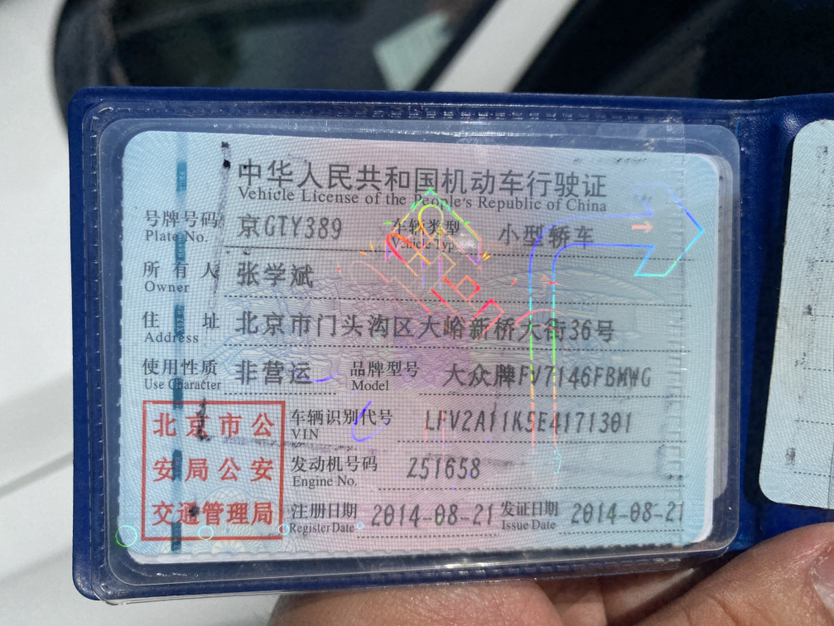 中华人民共和国机动车行驶证
Vehicle License of the People's Republic of China
号牌号码 京GTY389 车辆类型 小型轿车
Plate No. Vehicle Type
所有人 张学斌
Owner
住址 北京市门头沟区大峪新桥大街36号
Address
使用性质 非营运 品牌型号 大众牌FV7146FBMWG
Use Character Model
北京市公
安局公安
交通管理局
车辆识别代号 LFV2A11K5E4171301
VIN
发动机号码 Z51658
Engine No.
注册日期 2014-08-21 发证日期 2014-08-21
Register Date Issue Date